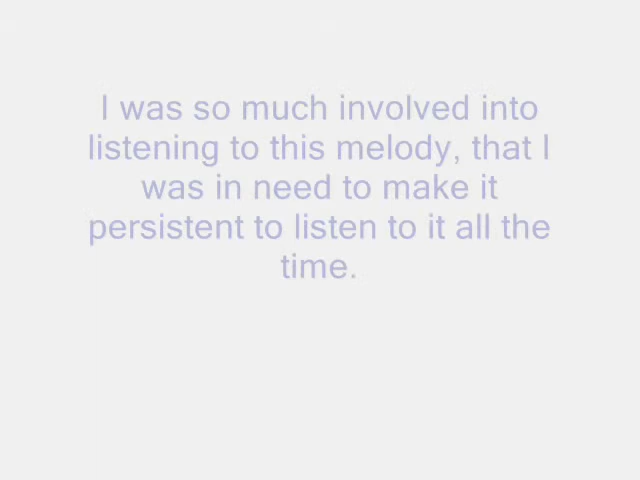 I was so much involved into
listening to this melody, that I
was in need to make it
persistent to listen to it all the
time.